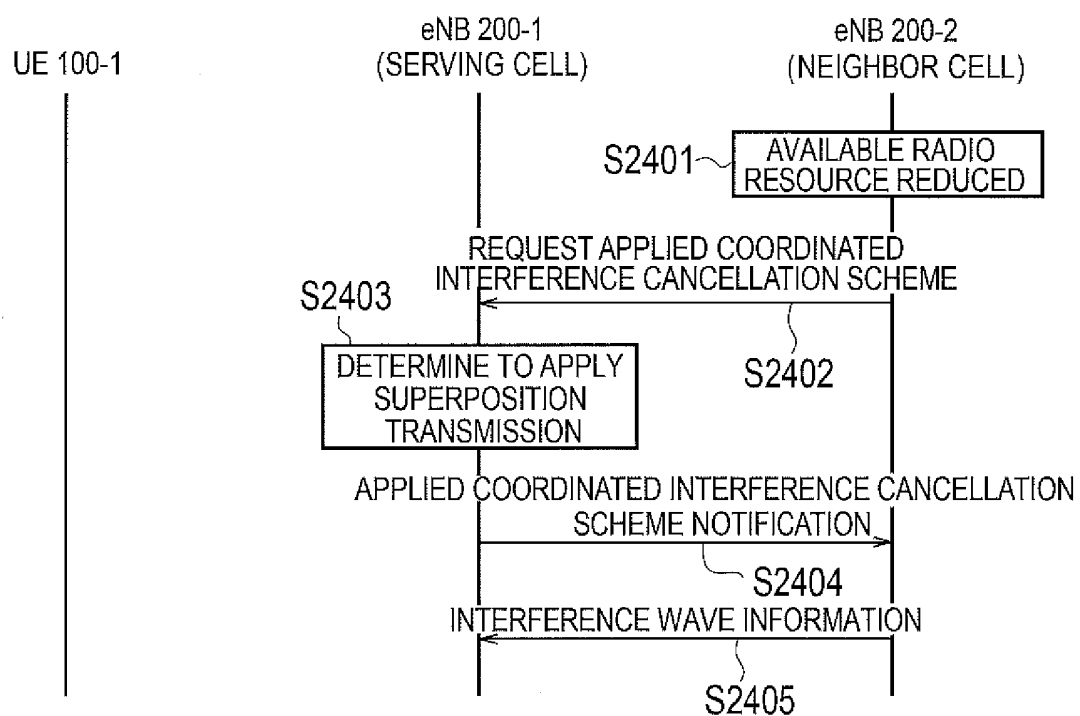 UE 100-1
eNB 200-1
(SERVING CELL)
eNB 200-2
(NEIGHBOR CELL)
S2401
AVAILABLE RADIO
RESOURCE REDUCED
REQUEST APPLIED COORDINATED
INTERFERENCE CANCELLATION SCHEME
S2402
S2403
DETERMINE TO APPLY
SUPERPOSITION
TRANSMISSION
APPLIED COORDINATED INTERFERENCE CANCELLATION
SCHEME NOTIFICATION
S2404
INTERFERENCE WAVE INFORMATION
S2405